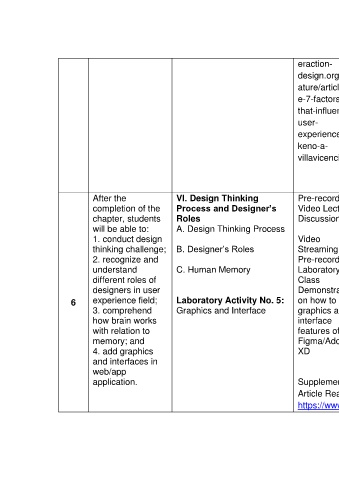 eraction-
design.org
ature/articl
e-7-factors
that-influen
user-
experience
keno-a-
villavicenci
6
After the
completion of the
chapter, students
will be able to:
1. conduct design
thinking challenge;
2. recognize and
understand
different roles of
designers in user
experience field;
3. comprehend
how brain works
with relation to
memory; and
4. add graphics
and interfaces in
web/app
application.
VI. Design Thinking
Process and Designer's
Roles
A. Design Thinking Process
B. Designer's Roles
C. Human Memory
Laboratory Activity No. 5:
Graphics and Interface
Pre-record
Video Lect
Discussion
Video
Streaming
Pre-record
Laboratory
Class
Demonstra
on how to
graphics a
interface
features of
Figma/Ado
XD
Supplemen
Article Rea
https://www